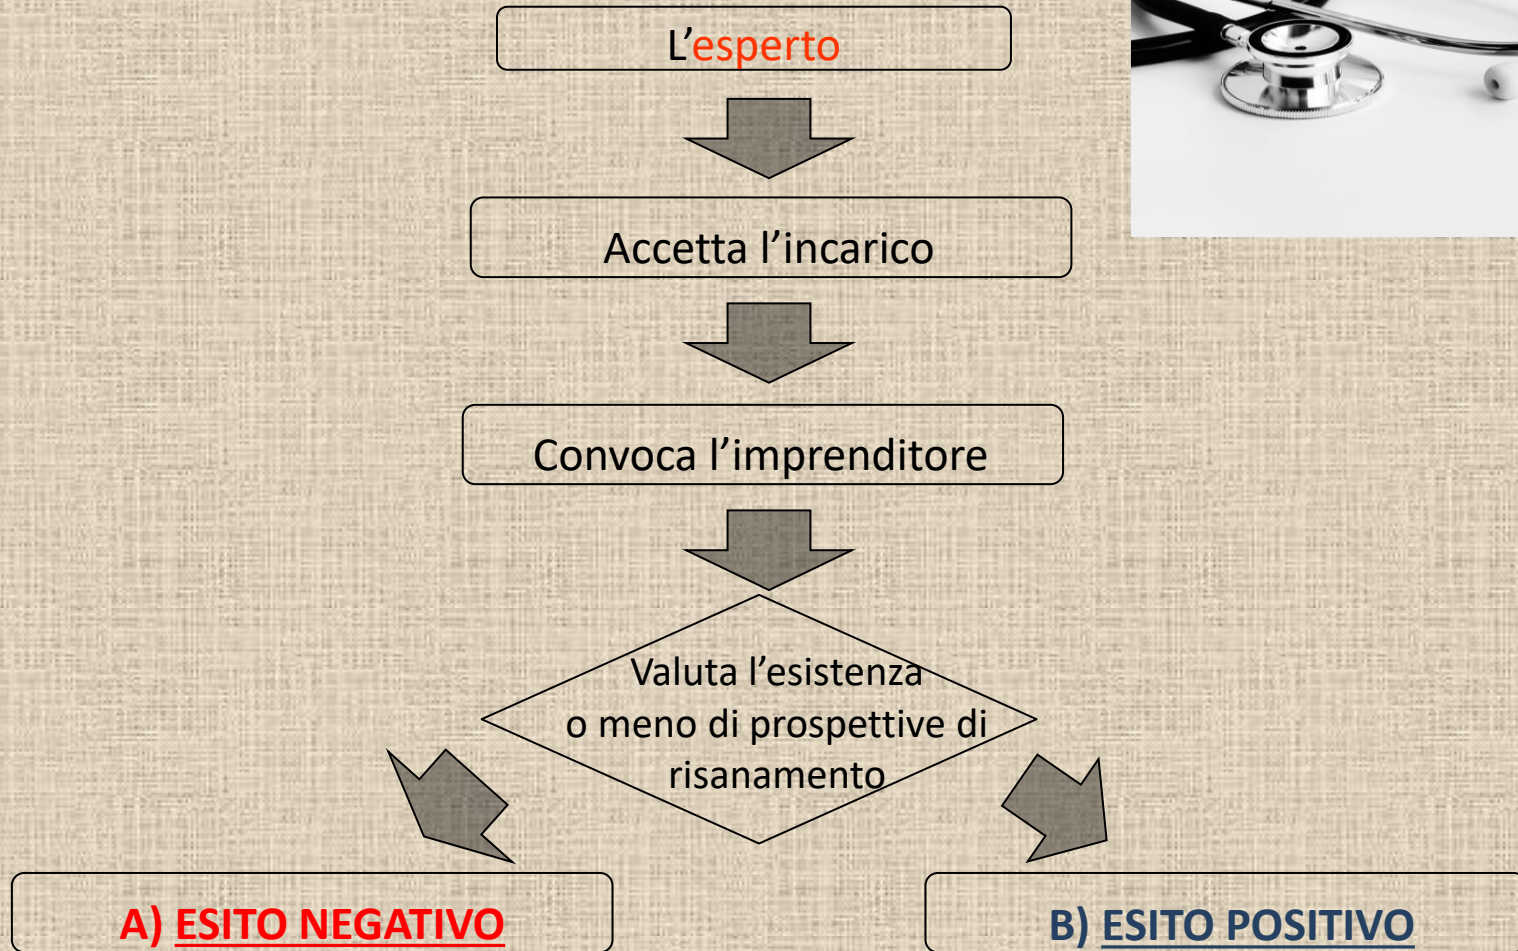 L’esperto
Accetta l’incarico
Convoca l’imprenditore
Valuta l’esistenza
o meno di prospettive di
risanamento
A) ESITO NEGATIVO
B) ESITO POSITIVO